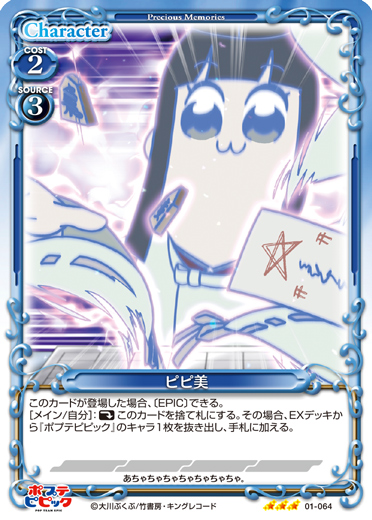 Precious Memories
Character
COST
2
SOURCE
3
ピピ美
このカードが登場した場合、〔EPIC〕できる。
[メイン/自分]：このカードを捨て札にする。その場合、EXデッキか
ら『ポプテピピック』のキャラ1枚を抜き出し、手札に加える。
あちゃちゃちゃちゃちゃちゃちゃ。
ポプテ
ピピック
POP TEAM EPIC
©大川ぶくぶ/竹書房・キングレコード
01-064